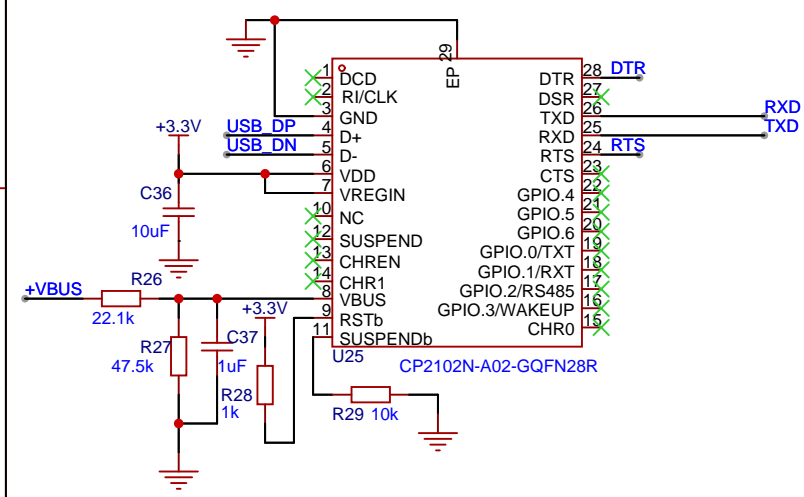 29
EP
1 DCD
2 RI/CLK
3 GND
USB_DP 4 D+
USB_DN 5 D-
6 VDD
7 VREGIN
10 NC
12 SUSPEND
13 CHREN
14 CHR1
8 VBUS
9 RSTb
11 SUSPENDb
DTR 28 DTR
DSR 27
TXD 26 RXD
RXD 25 TXD
RTS 24 RTS
CTS 23
GPIO.4 22
GPIO.5 21
GPIO.6 20
GPIO.0/TXT 19
GPIO.1/RXT 18
GPIO.2/RS485 17
GPIO.3/WAKEUP 16
CHR0 15
U25
CP2102N-A02-GQFN28R
+3.3V
C36
10uF
+VBUS
R26
22.1k
R27
47.5k
C37
1uF
+3.3V
R28
1k
R29 10k